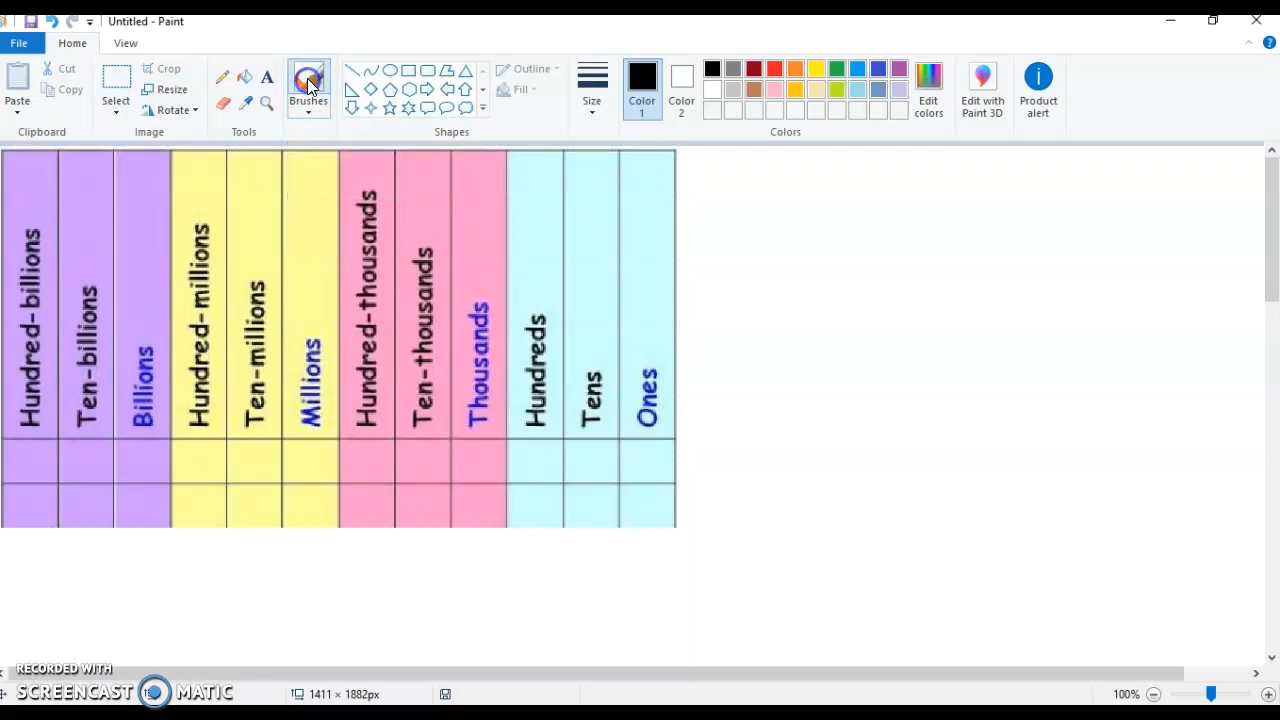 Untitled - Paint
File Home View
Paste
Cut
Copy
Clipboard
Select
Crop
Resize
Rotate
Image
A
Tools
Brushes
Outline
Fill
Shapes
Size
Color 1
Color 2
Edit colors
Colors
Edit with Paint 3D
Product alert
Hundred-billions
Ten-billions
Billions
Hundred-millions
Ten-millions
Millions
Hundred-thousands
Ten-thousands
Thousands
Hundreds
Tens
Ones
RECORDED WITH
SCREENCAST MATIC
1411 × 1882px
100%